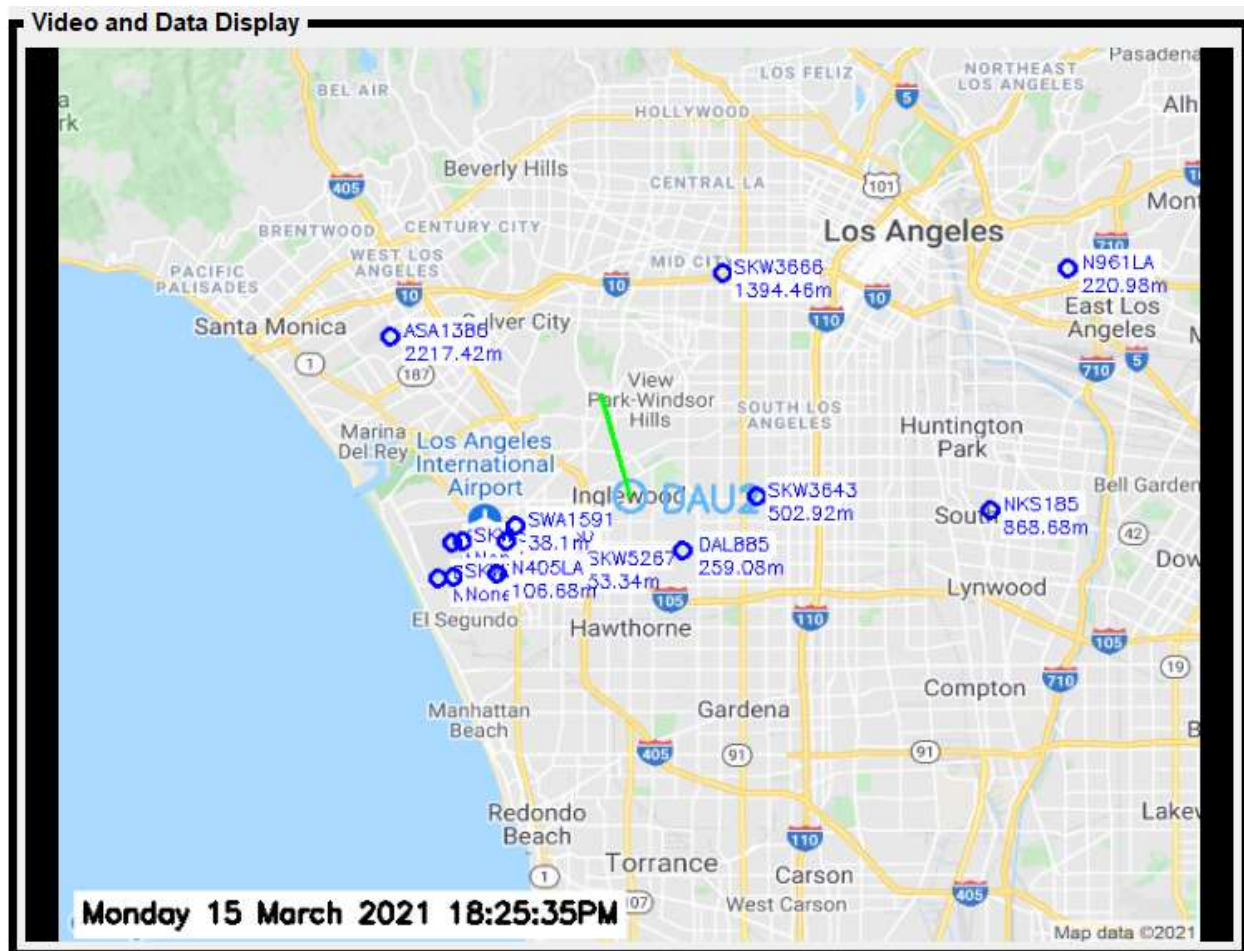 Video and Data Display
Pasadena
LOS FELIZ
NORTHEAST
LOS ANGELES
BEL AIR
5
Alh
HOLLYWOOD
Beverly Hills
405
CENTRAL LA
101
10
Mont
BRENTWOOD
CENTURY CITY
Los Angeles
710
WEST LOS
ANGELES
MID CITY
SKW3666
1394.46m
N961LA
220.98m
PACIFIC
PALISADES
10
10
10
East Los
Angeles
Santa Monica
Culver City
110
ASA1386
2217.42m
1
187
710
5
View
Park-Windsor
Hills
SOUTH LOS
ANGELES
Huntington
Park
Marina
Del Rey
Los Angeles
International
Airport
Inglewood
DAU2
SKW3643
502.92m
NKS185
868.68m
South
Bell Garden
42
SWA1591
38.1m
DAL885
259.08m
SKW5267
53.34m
N405LA
106.68m
None
Dow
Lynwood
105
110
El Segundo
Hawthorne
105
19
710
Compton
Manhattan
Beach
Gardena
405
91
91
Redondo
Beach
Lakew
110
Torrance
Carson
1
405
107
West Carson
Monday 15 March 2021 18:25:35PM
Map data ©2021